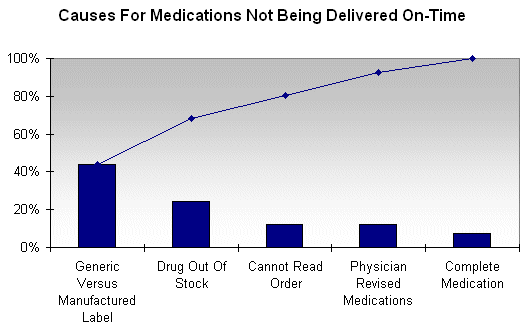 Causes For Medications Not Being Delivered On-Time
100%
80%
60%
40%
20%
0%
Generic
Versus
Manufactured
Label
Drug Out Of
Stock
Cannot Read
Order
Physician
Revised
Medications
Complete
Medication